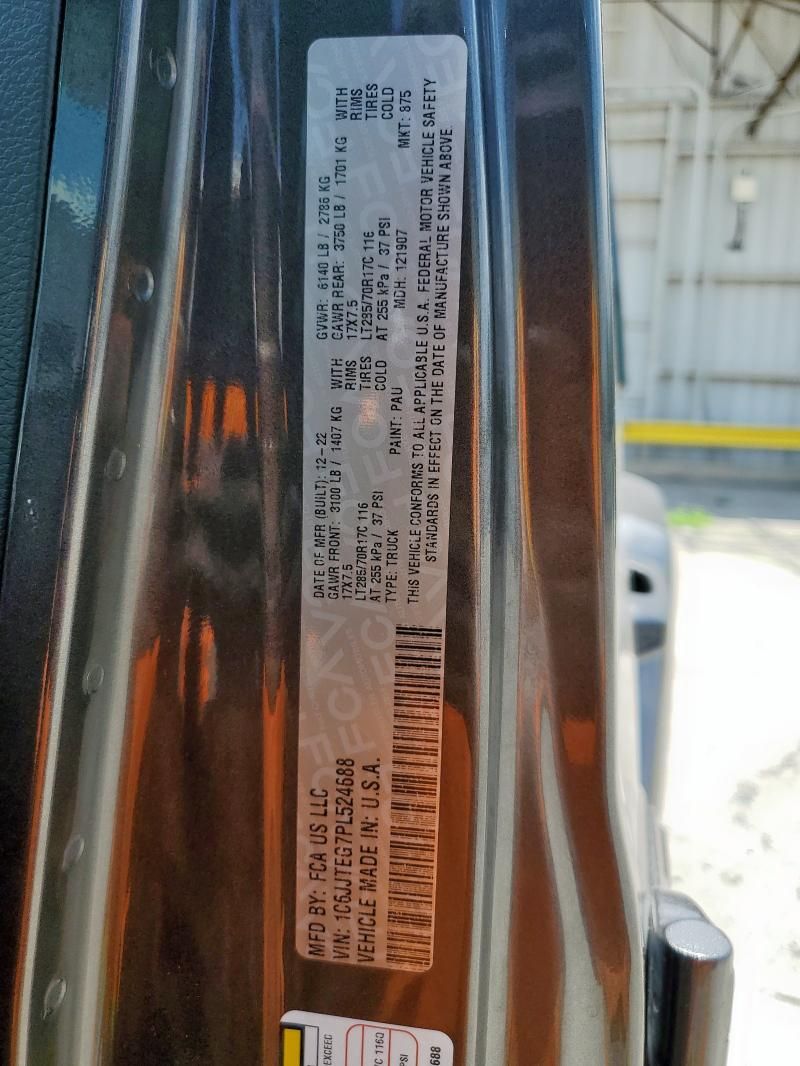 MFD BY: FCA US LLC
VIN: 1C6JJTEG7PL524688
VEHICLE MADE IN: U.S.A.
DATE OF MFR (BUILT): 12-22 GVWR: 6140 LB / 2786 KG
GAWR FRONT: 3100 LB / 1407 KG WITH GAWR REAR: 3750 LB / 1701 KG WITH
17X7.5 RIMS 17X7.5 RIMS
LT285/70R17C 116 TIRES LT285/70R17C 116 TIRES
AT 255 kPa / 37 PSI COLD AT 255 kPa / 37 PSI COLD
TYPE: TRUCK PAINT: PAU MDH: 121907 MKT: 875
THIS VEHICLE CONFORMS TO ALL APPLICABLE U.S.A. FEDERAL MOTOR VEHICLE SAFETY
STANDARDS IN EFFECT ON THE DATE OF MANUFACTURE SHOWN ABOVE.
EXCEED
C 116Q
PSI
688